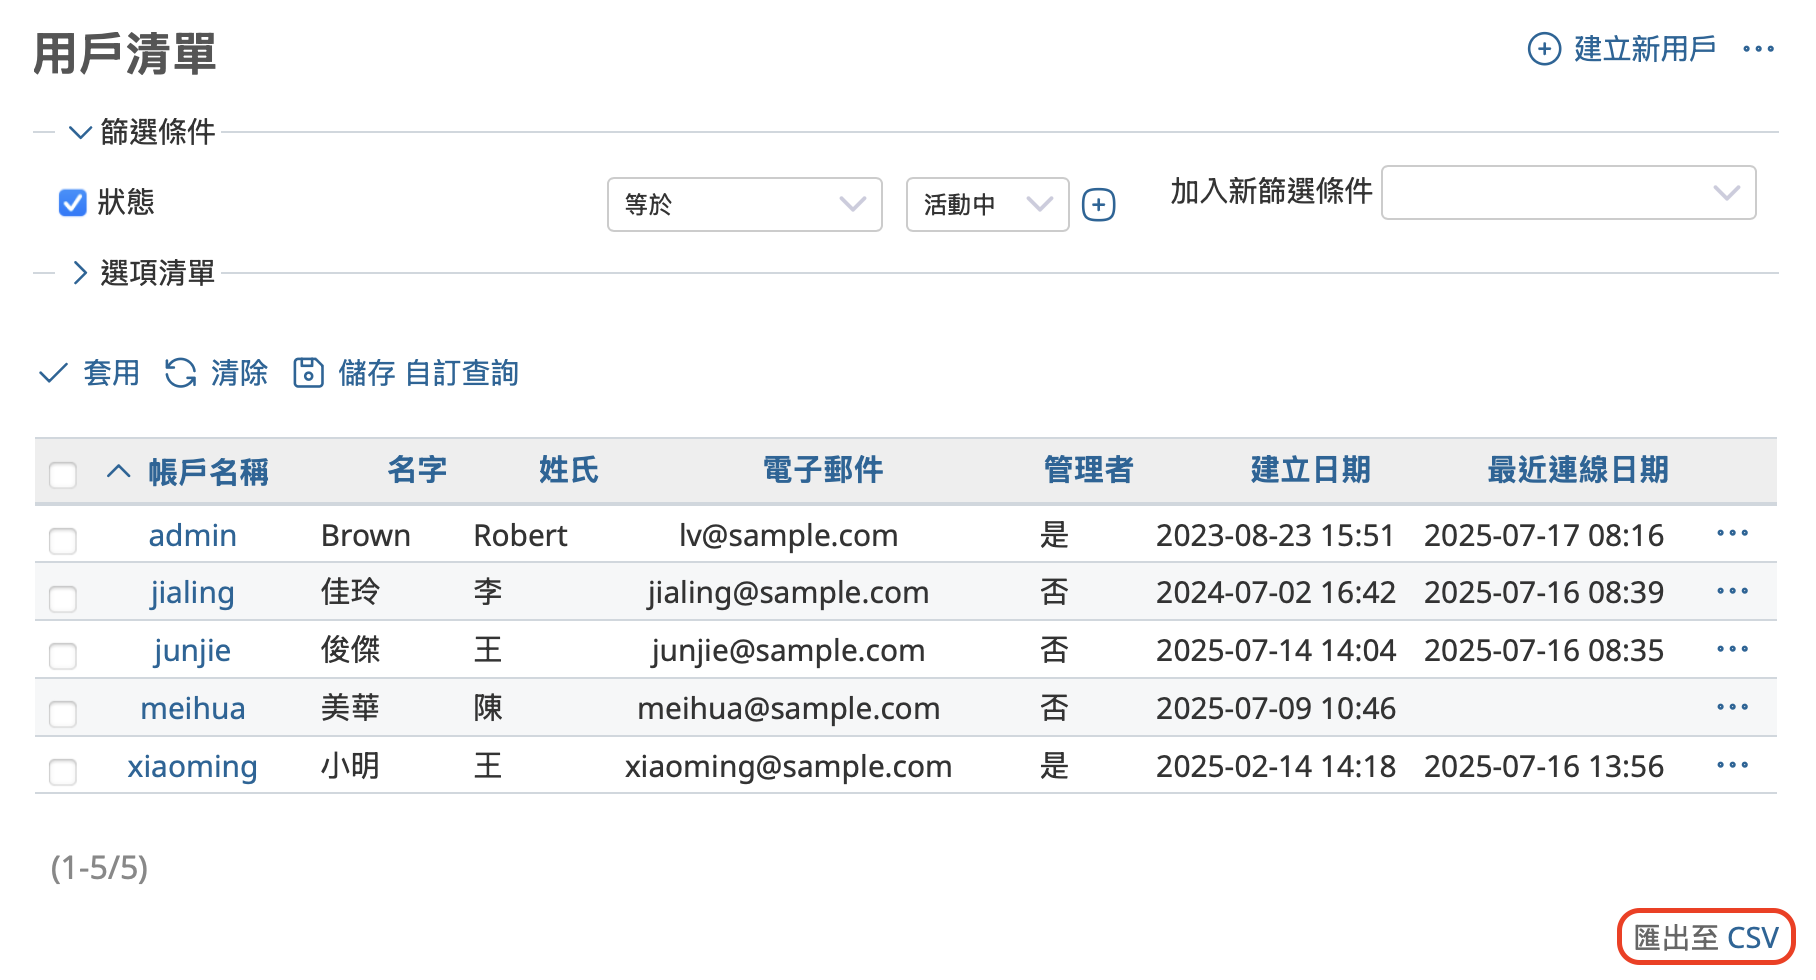 用戶清單
建立新用戶
篩選條件
狀態 等於 活動中 加入新篩選條件
選項清單
套用 清除 儲存 自訂查詢
帳戶名稱 名字 姓氏 電子郵件 管理者 建立日期 最近連線日期
admin Brown Robert lv@sample.com 是 2023-08-23 15:51 2025-07-17 08:16
jialing 佳玲 李 jialing@sample.com 否 2024-07-02 16:42 2025-07-16 08:39
junjie 俊傑 王 junjie@sample.com 否 2025-07-14 14:04 2025-07-16 08:35
meihua 美華 陳 meihua@sample.com 否 2025-07-09 10:46
xiaoming 小明 王 xiaoming@sample.com 是 2025-02-14 14:18 2025-07-16 13:56
(1-5/5)
匯出至 CSV